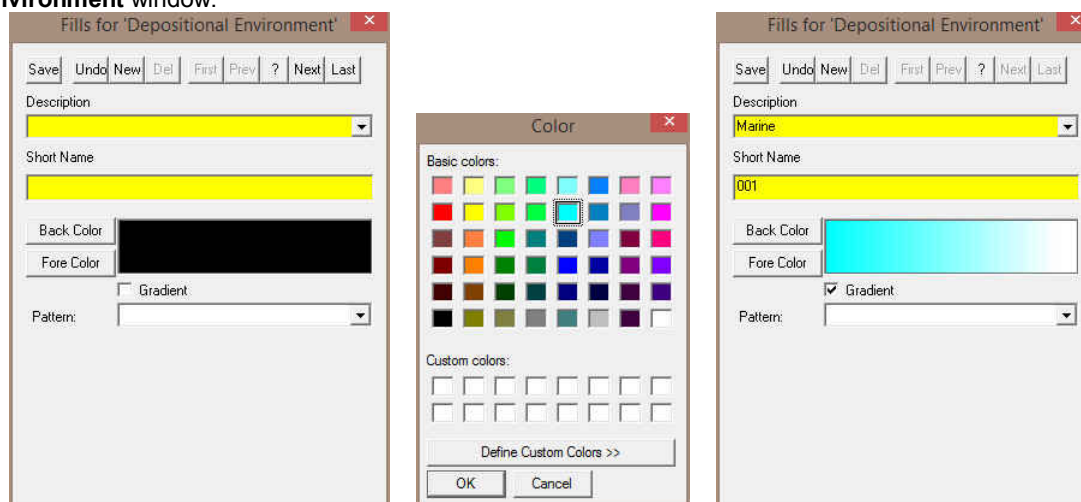 vironment window.
Fills for 'Depositional Environment'
Save Undo New Del First Prev ? Next Last
Description
Short Name
Back Color
Fore Color
Gradient
Pattern:
Color
Basic colors:
Custom colors:
Define Custom Colors >>
OK Cancel
Fills for 'Depositional Environment'
Save Undo New Del First Prev ? Next Last
Description
Marine
Short Name
001
Back Color
Fore Color
Gradient
Pattern: